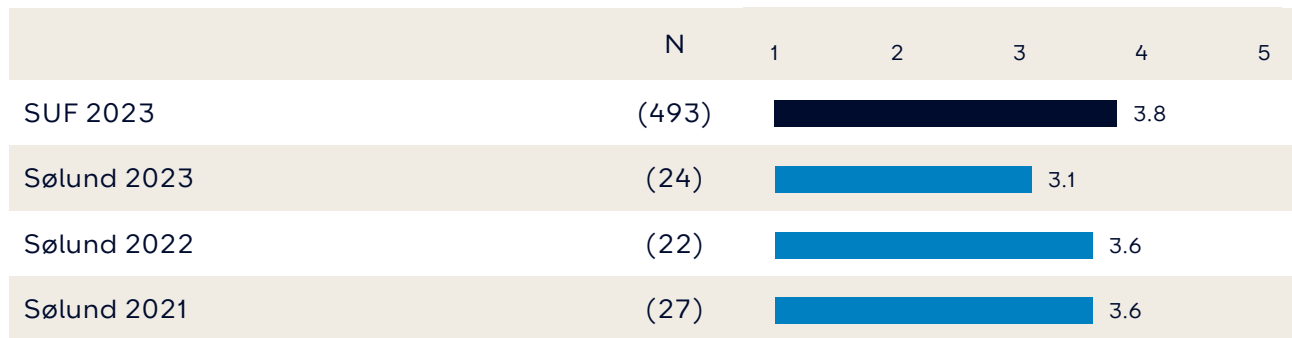 N 1 2 3 4 5
SUF 2023 (493) 3.8
Sølund 2023 (24) 3.1
Sølund 2022 (22) 3.6
Sølund 2021 (27) 3.6